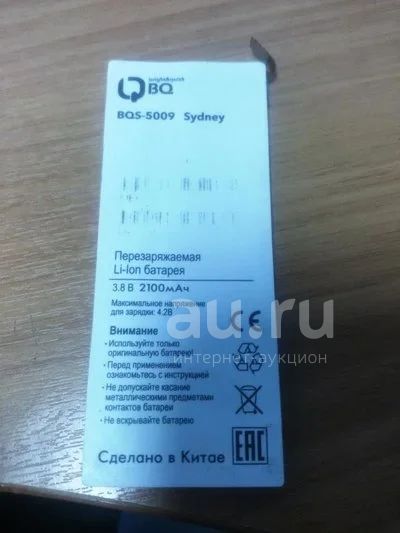 bright&quick
BQ
BQS-5009 Sydney
Перезаряжаемая
Li-Ion батарея
3.8 В 2100мАч
Максимальное напряжение
для зарядки: 4.2В
Внимание
• Используйте только
оригинальную батарею!
• Перед применением
ознакомьтесь с инструкцией
• Не допускайте касание
металлическими предметами
контактов батареи
• Не вскрывайте батарею
Сделано в Китае
CE
EAC
au.ru
интернет-аукцион